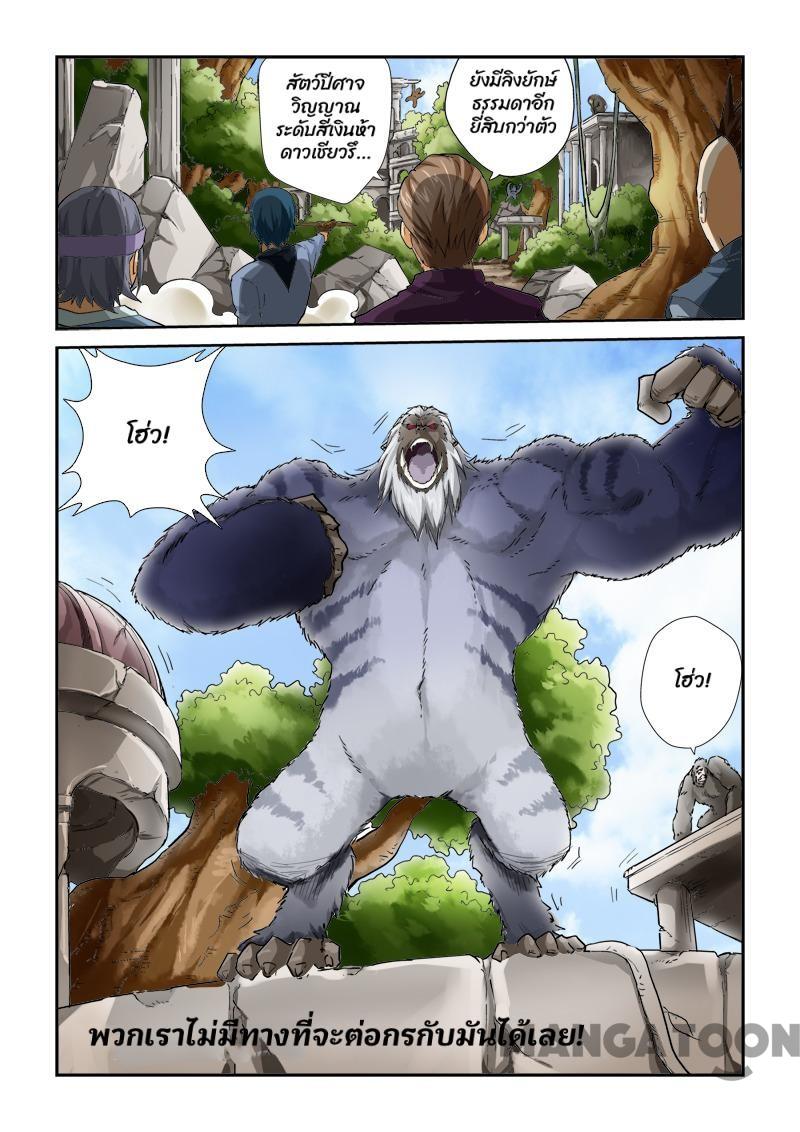 สัตว์ปีศาจ
วิญญาณ
ระดับสีเงินห้า
ดาวเชียวรึ...
ยังมีลิงยักษ์
ธรรมดาอีก
ยี่สิบกว่าตัว
โฮ่ว!
โฮ่ว!
พวกเราไม่มีทางที่จะต่อกรกับมันได้เลย!
MANGATOON